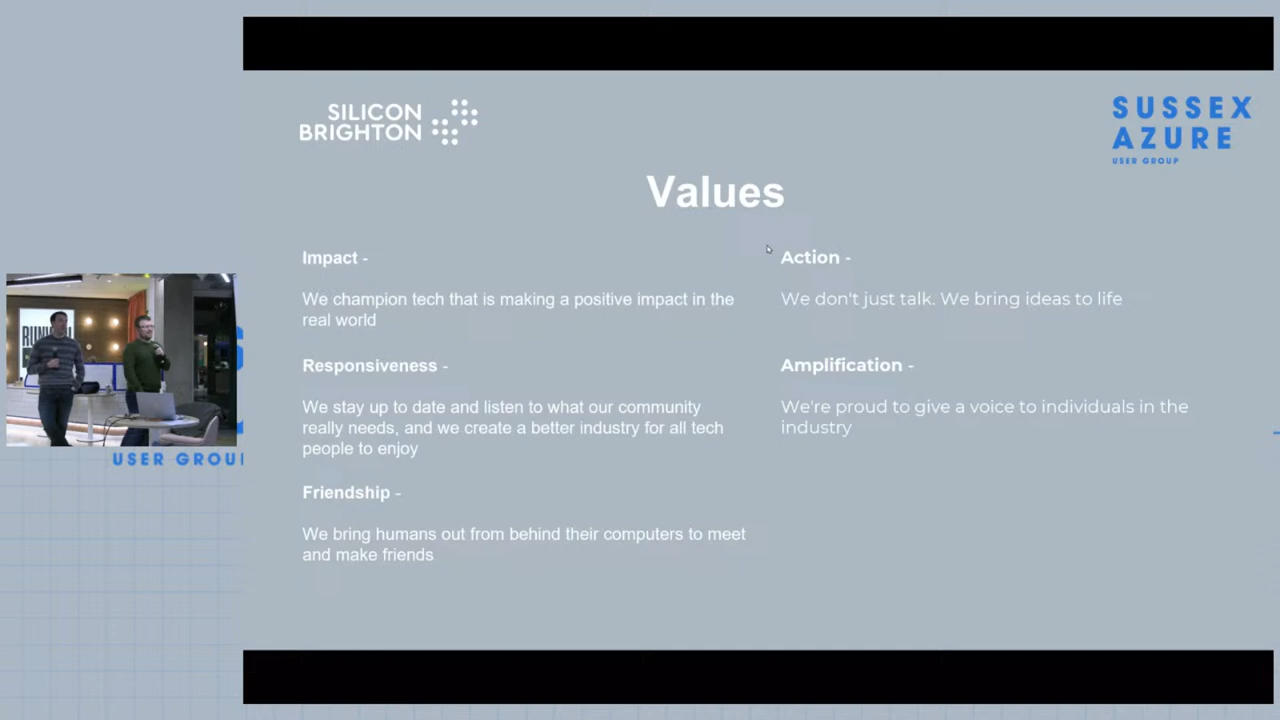 SILICON
BRIGHTON
SUSSEX
AZURE
USER GROUP
Values
Impact -
We champion tech that is making a positive impact in the
real world
Responsiveness -
We stay up to date and listen to what our community
really needs, and we create a better industry for all tech
people to enjoy
Friendship -
We bring humans out from behind their computers to meet
and make friends
Action -
We don't just talk. We bring ideas to life
Amplification -
We're proud to give a voice to individuals in the
industry
USER GROU